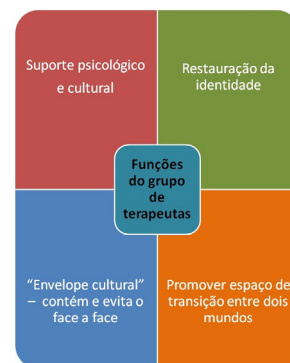 Suporte psicológico
e cultural
Restauração da
identidade
Funções
do grupo
de
terapeutas
“Envelope cultural”
– contém e evita o
face a face
Promover espaço de
transição entre dois
mundos